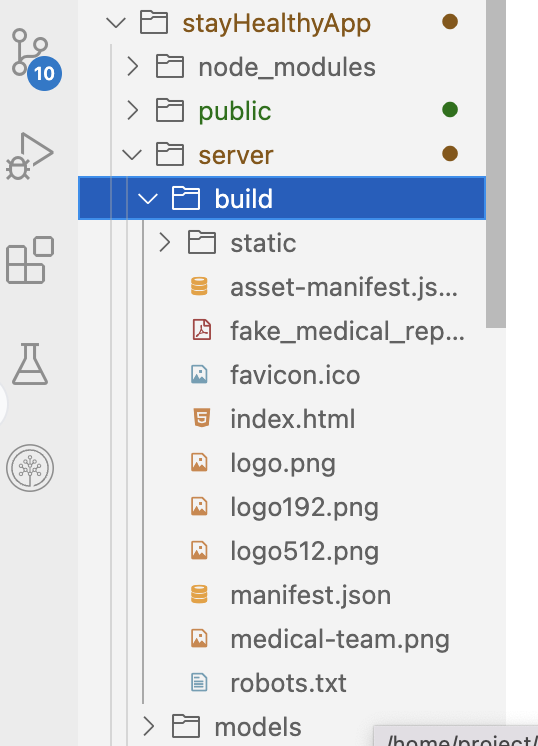 stayHealthyApp
10
node_modules
public
server
build
static
asset-manifest.js...
fake_medical_rep...
favicon.ico
index.html
logo.png
logo192.png
logo512.png
manifest.json
medical-team.png
robots.txt
models
/home/project/